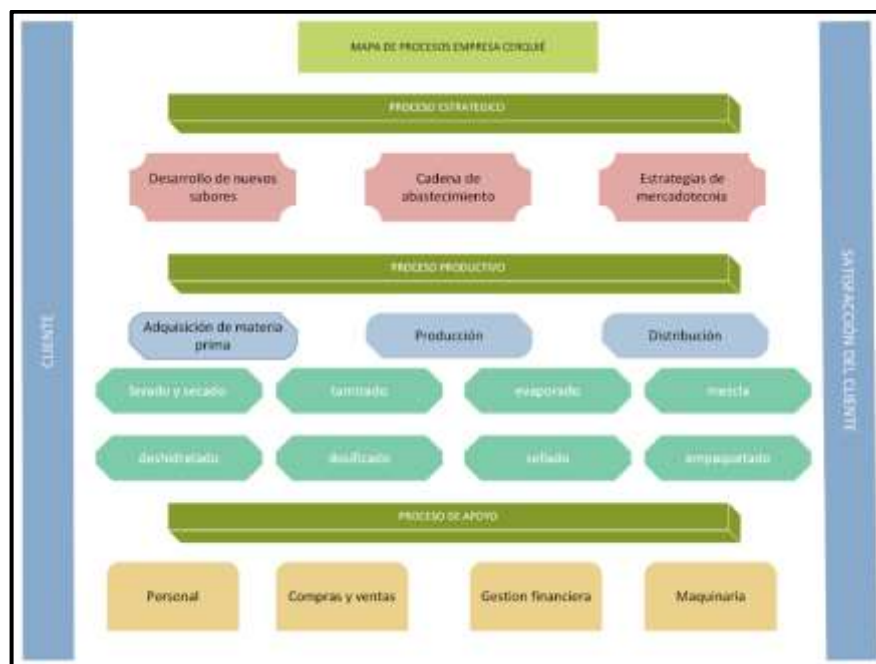 MAPA DE PROCESOS EMPRESA CERQUIÉ
PROCESO ESTRATEGICO
Desarrollo de nuevos
sabores
Cadena de
abastecimiento
Estrategias de
mercadotecnia
PROCESO PRODUCTIVO
CLIENTE
SATISFACCIÓN DEL CLIENTE
Adquisición de materia
prima
Producción
Distribución
lavado y secado
tamizado
evaporado
mezcla
deshidratado
dosificado
sellado
empaquetado
PROCESO DE APOYO
Personal
Compras y ventas
Gestion financiera
Maquinaria